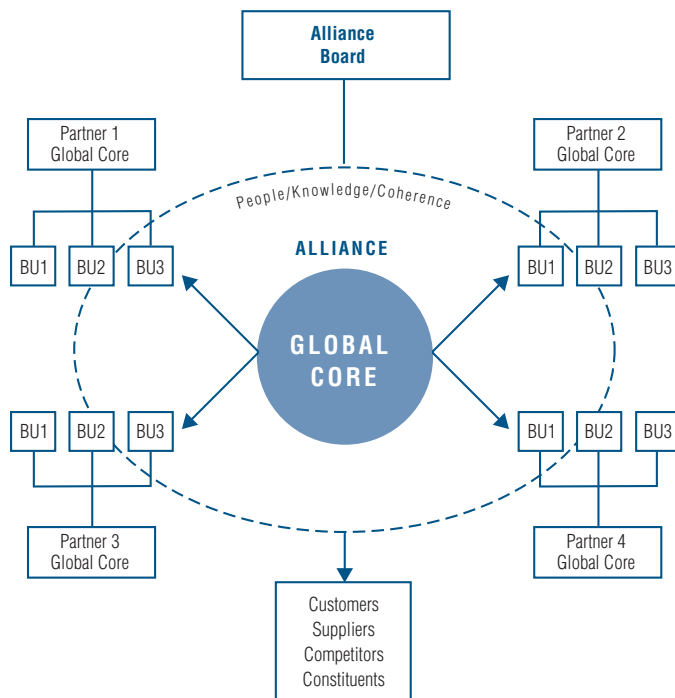 Alliance
Board
Partner 1
Global Core
Partner 2
Global Core
People/Knowledge/Coherence
BU1
BU2
BU3
ALLIANCE
BU1
BU2
BU3
GLOBAL
CORE
BU1
BU2
BU3
BU1
BU2
BU3
Partner 3
Global Core
Partner 4
Global Core
Customers
Suppliers
Competitors
Constituents